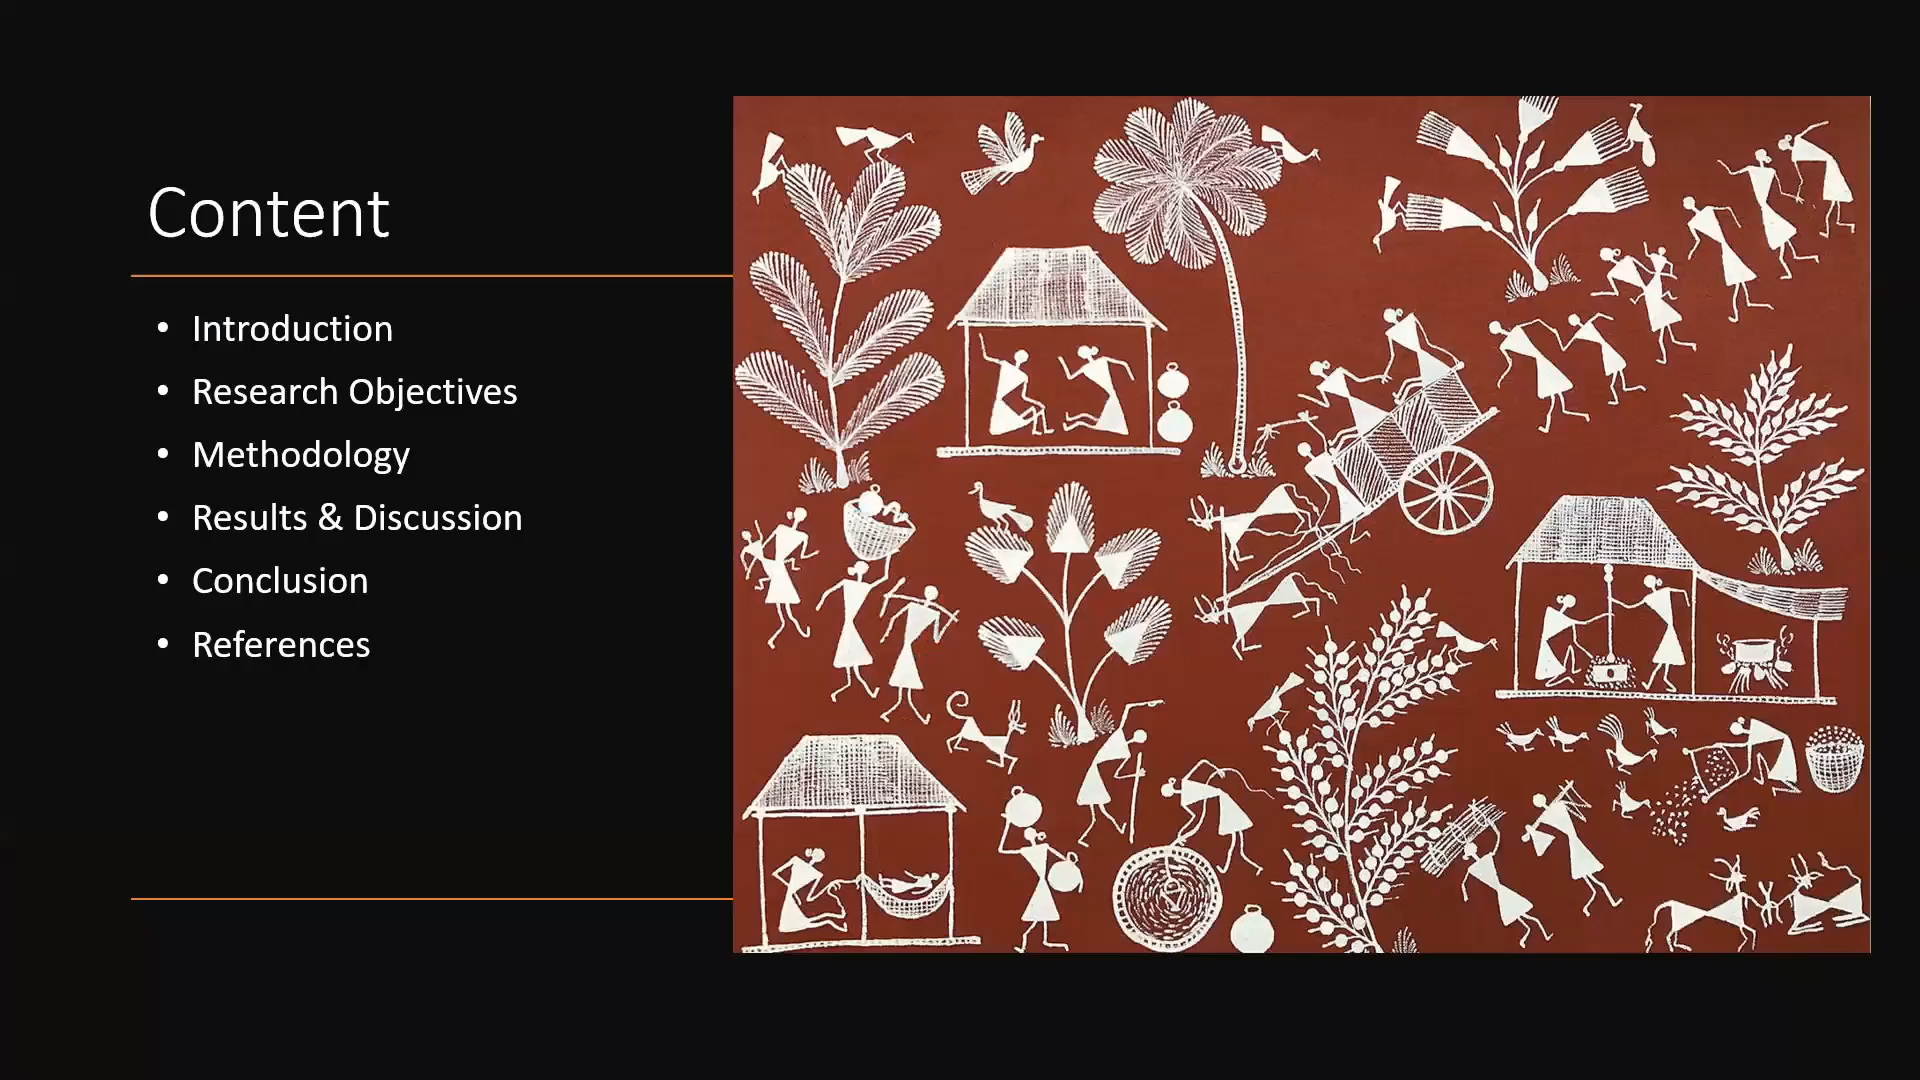 Content
• Introduction
• Research Objectives
• Methodology
• Results & Discussion
• Conclusion
• References